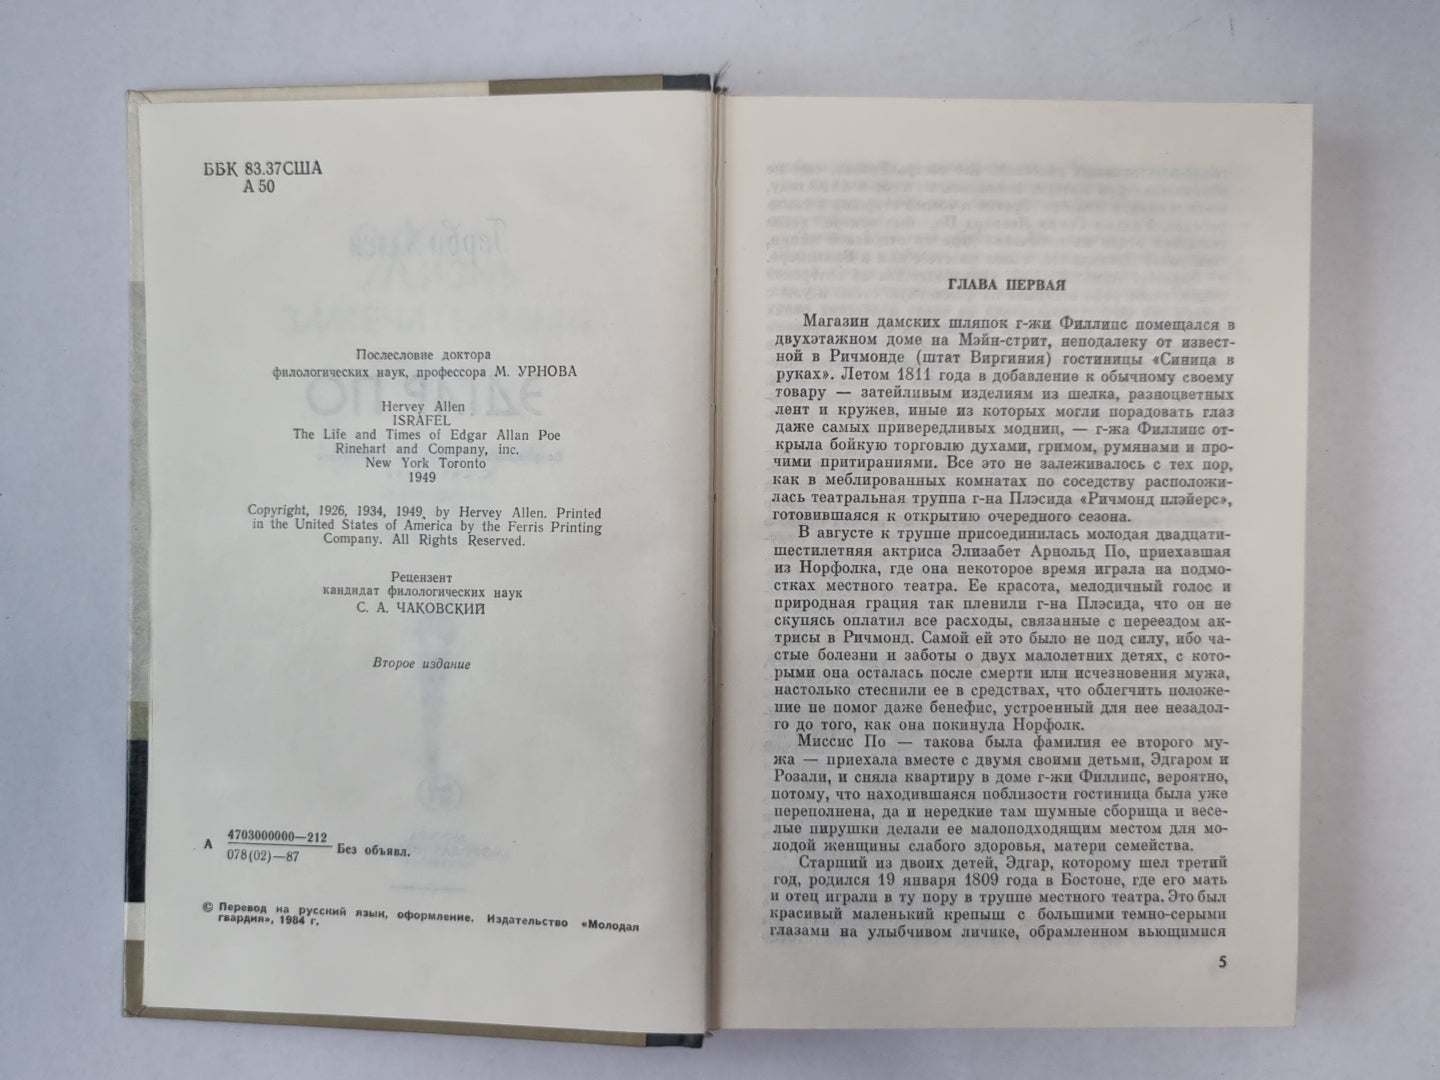 ББК 83.37США
А 50
Послесловие доктора
филологических наук, профессора М. УРНОВА
Hervey Allen
ISRAFEL
The Life and Times of Edgar Allan Poe
Rinehart and Company, inc.
New York Toronto
1949
Copyright, 1926, 1934, 1949, by Hervey Allen. Printed
in the United States of America by the Ferris Printing
Company. All Rights Reserved.
Рецензент
кандидат филологических наук
С. А. ЧАКОВСКИЙ
Второе издание
А 4703000000—212
078(02)—87 Без объявл.
© Перевод на русский язык, оформление. Издательство «Молодая
гвардия», 1984 г.
ГЛАВА ПЕРВАЯ
Магазин дамских шляпок г-жи Филлипс помещался в
двухэтажном доме на Мэйн-стрит, неподалеку от извест-
ной в Ричмонде (штат Виргиния) гостиницы «Синица в
руках». Летом 1811 года в добавление к обычному своему
товару — затейливым изделиям из шелка, разноцветных
лент и кружев, иные из которых могли порадовать глаз
даже самых привередливых модниц, — г-жа Филлипс от-
крыла бойкую торговлю духами, гримом, румянами и про-
чими притираниями. Все это не залеживалось с тех пор,
как в меблированных комнатах по соседству расположи-
лась театральная труппа г-на Плэсида «Ричмонд плэйерс»,
готовившаяся к открытию очередного сезона.
В августе к труппе присоединилась молодая двадцати-
шестилетняя актриса Элизабет Арнольд По, приехавшая
из Норфолка, где она некоторое время играла на подмо-
стках местного театра. Ее красота, мелодичный голос и
природная грация так пленили г-на Плэсида, что он не
скупясь оплатил все расходы, связанные с переездом ак-
трисы в Ричмонд. Самой ей это было не под силу, ибо ча-
стые болезни и заботы о двух малолетних детях, с кото-
рыми она осталась после смерти или исчезновения мужа,
настолько стеснили ее в средствах, что облегчить положе-
ние не помог даже бенефис, устроенный для нее незадол-
го до того, как она покинула Норфолк.
Миссис По — такова была фамилия ее второго му-
жа — приехала вместе с двумя своими детьми, Эдгаром и
Розали, и сняла квартиру в доме г-жи Филлипс, вероятно,
потому, что находившаяся поблизости гостиница была уже
переполнена, да и нередкие там шумные сборища и весе-
лые пирушки делали ее малоподходящим местом для мо-
лодой женщины слабого здоровья, матери семейства.
Старший из двоих детей, Эдгар, которому шел третий
год, родился 19 января 1809 года в Бостоне, где его мать
и отец играли в ту пору в труппе местного театра. Это был
красивый маленький крепыш с большими темно-серыми
глазами на улыбчивом личике, обрамленном вьющимися
5